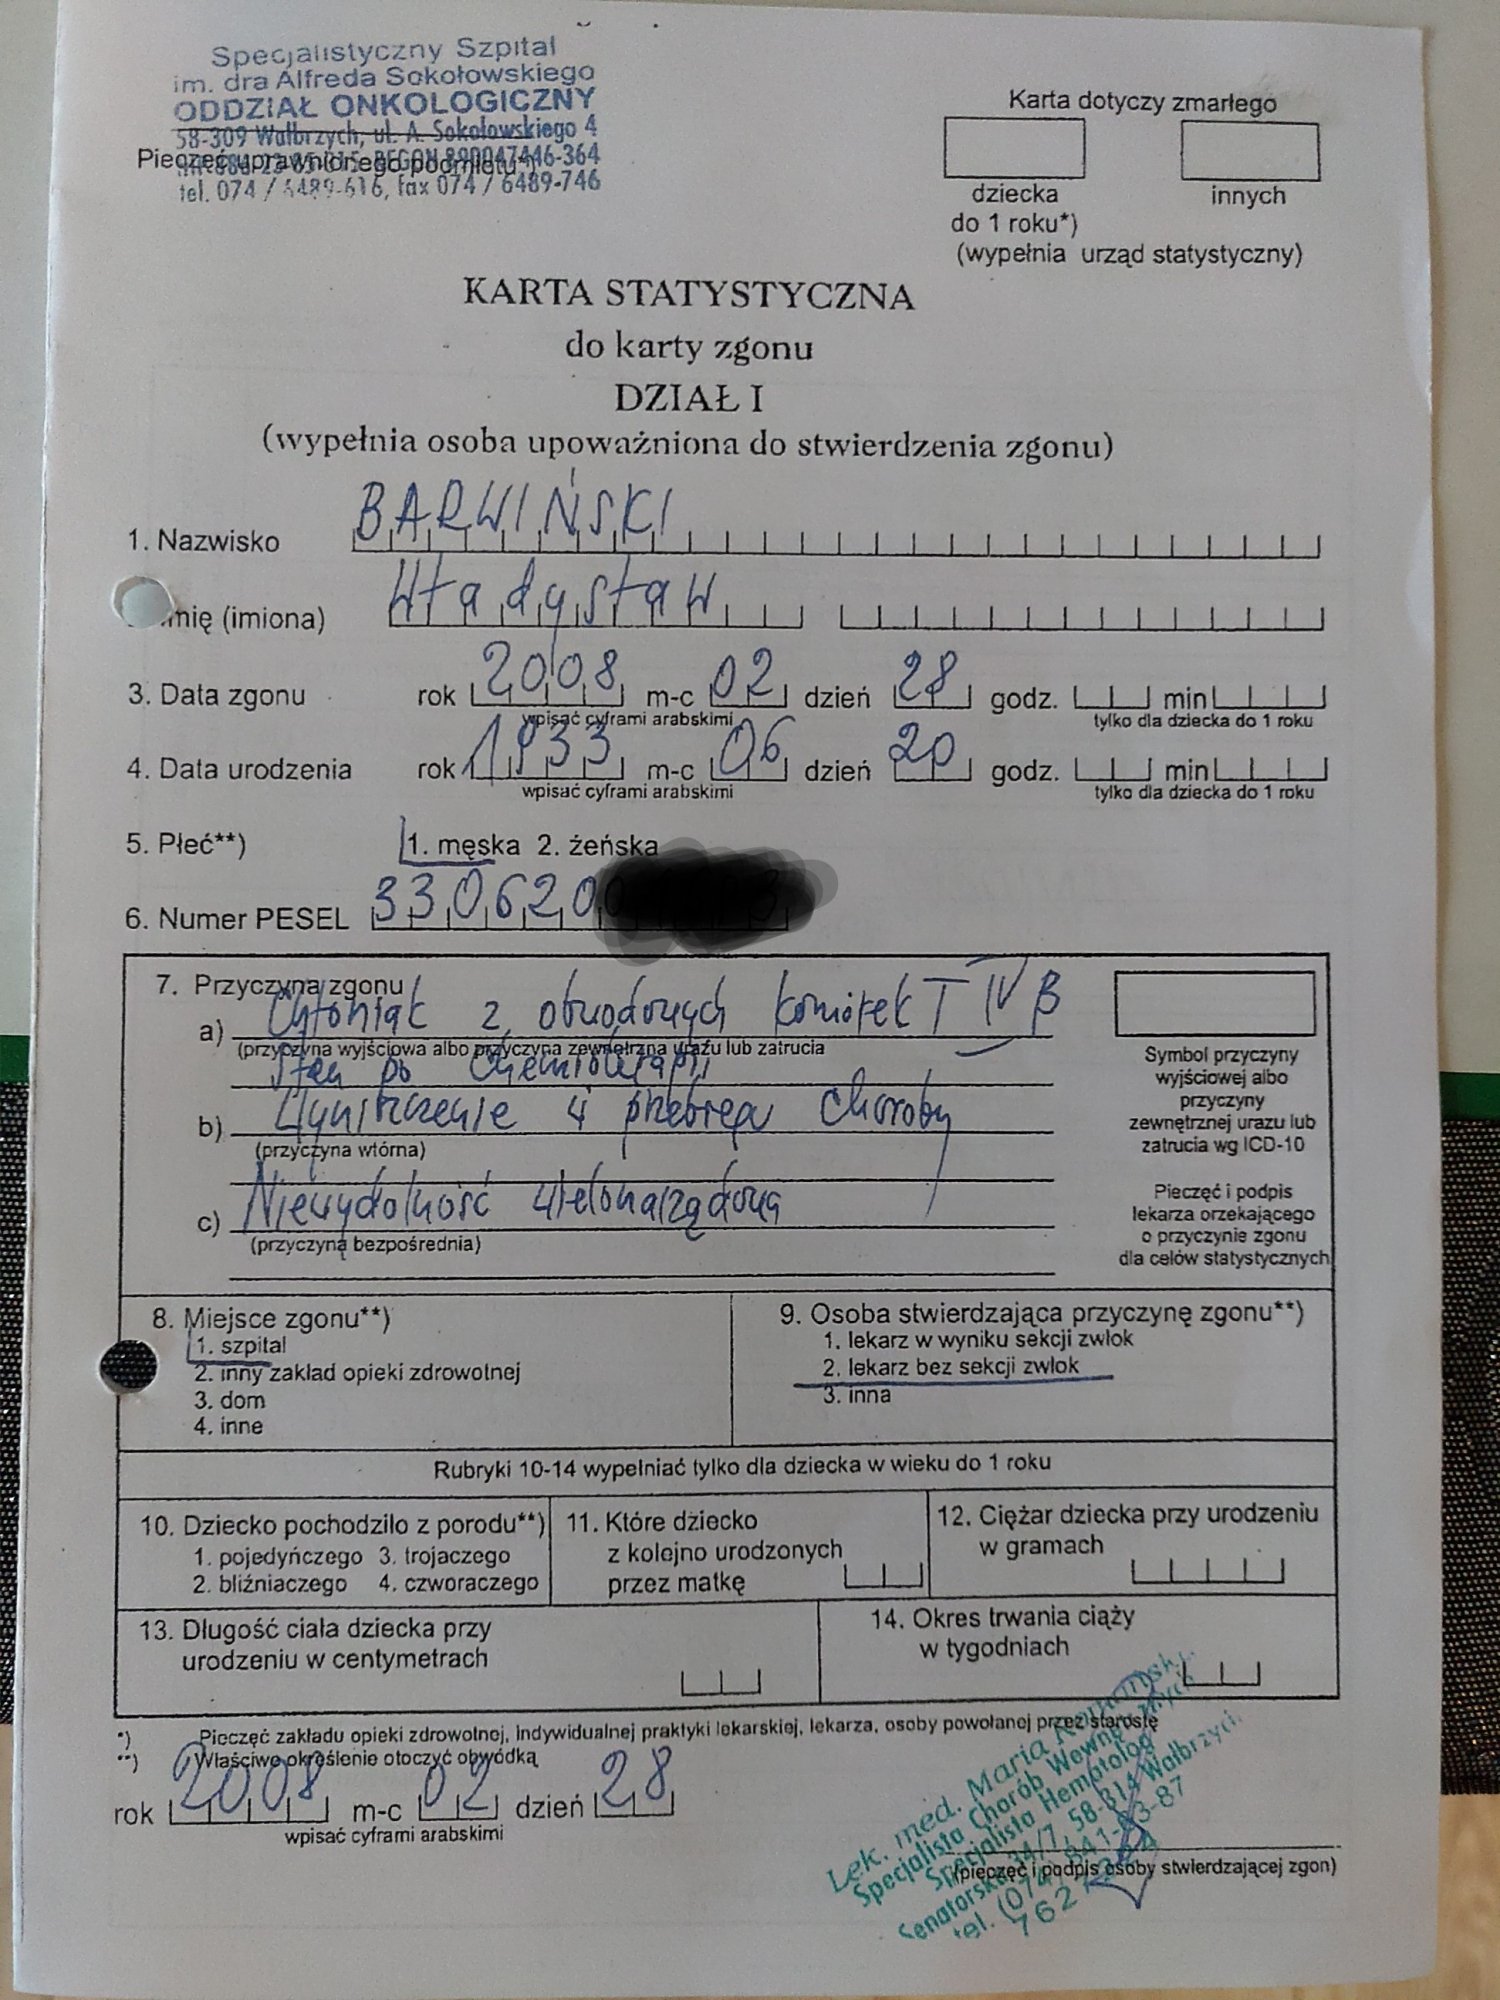 Specjalistyczny Szpital
im. dra Alfreda Sokołowskiego
ODDZIAŁ ONKOLOGICZNY
58-309 Wałbrzych, ul. A. Sokołowskiego 4
Pieczęć uprawnionego podmiotu*)
REGON 890047446-364
tel. 074 / 6489-616, fax 074 / 6489-746
Karta dotyczy zmarłego
dziecka innych
do 1 roku*)
(wypełnia urząd statystyczny)
KARTA STATYSTYCZNA
do karty zgonu
DZIAŁ I
(wypełnia osoba upoważniona do stwierdzenia zgonu)
1. Nazwisko BARWIŃSKI
imię (imiona) Władysław
3. Data zgonu rok 2008 m-c 02 dzień 28 godz. min
wpisać cyframi arabskimi tylko dla dziecka do 1 roku
4. Data urodzenia rok 1933 m-c 06 dzień 20 godz. min
wpisać cyframi arabskimi tylko dla dziecka do 1 roku
5. Płeć**) 1. męska 2. żeńska
6. Numer PESEL 330620
7. Przyczyna zgonu
a) Chłoniak z obwodowych komórek T IV B
(przyczyna wyjściowa albo przyczyna zewnętrzna urazu lub zatrucia
Stan po chemioterapii
b) Wyniszczenie w przebiegu choroby
(przyczyna wtórna)
c) Niewydolność wielonarządowa
(przyczyna bezpośrednia)
Symbol przyczyny
wyjściowej albo
przyczyny
zewnętrznej urazu lub
zatrucia wg ICD-10
Pieczęć i podpis
lekarza orzekającego
o przyczynie zgonu
dla celów statystycznych
8. Miejsce zgonu**)
1. szpital
2. inny zakład opieki zdrowotnej
3. dom
4. inne
9. Osoba stwierdzająca przyczynę zgonu**)
1. lekarz w wyniku sekcji zwłok
2. lekarz bez sekcji zwłok
3. inna
Rubryki 10-14 wypełniać tylko dla dziecka w wieku do 1 roku
10. Dziecko pochodziło z porodu**)
1. pojedyńczego 3. trojaczego
2. bliźniaczego 4. czworaczego
11. Które dziecko
z kolejno urodzonych
przez matkę
12. Ciężar dziecka przy urodzeniu
w gramach
13. Długość ciała dziecka przy
urodzeniu w centymetrach
14. Okres trwania ciąży
w tygodniach
*) Pieczęć zakładu opieki zdrowotnej, indywidualnej praktyki lekarskiej, lekarza, osoby powołanej przez starostę
**) Właściwe określenie otoczyć obwódką
rok 2008 m-c 02 dzień 28
wpisać cyframi arabskimi
Lek. med. Maria
Specjalista Chorób Wewnętrznych
Specjalista Hematolog
Senatorska 34/7, 58-314 Wałbrzych
tel. (074) 841-93-87
(pieczęć i podpis osoby stwierdzającej zgon)